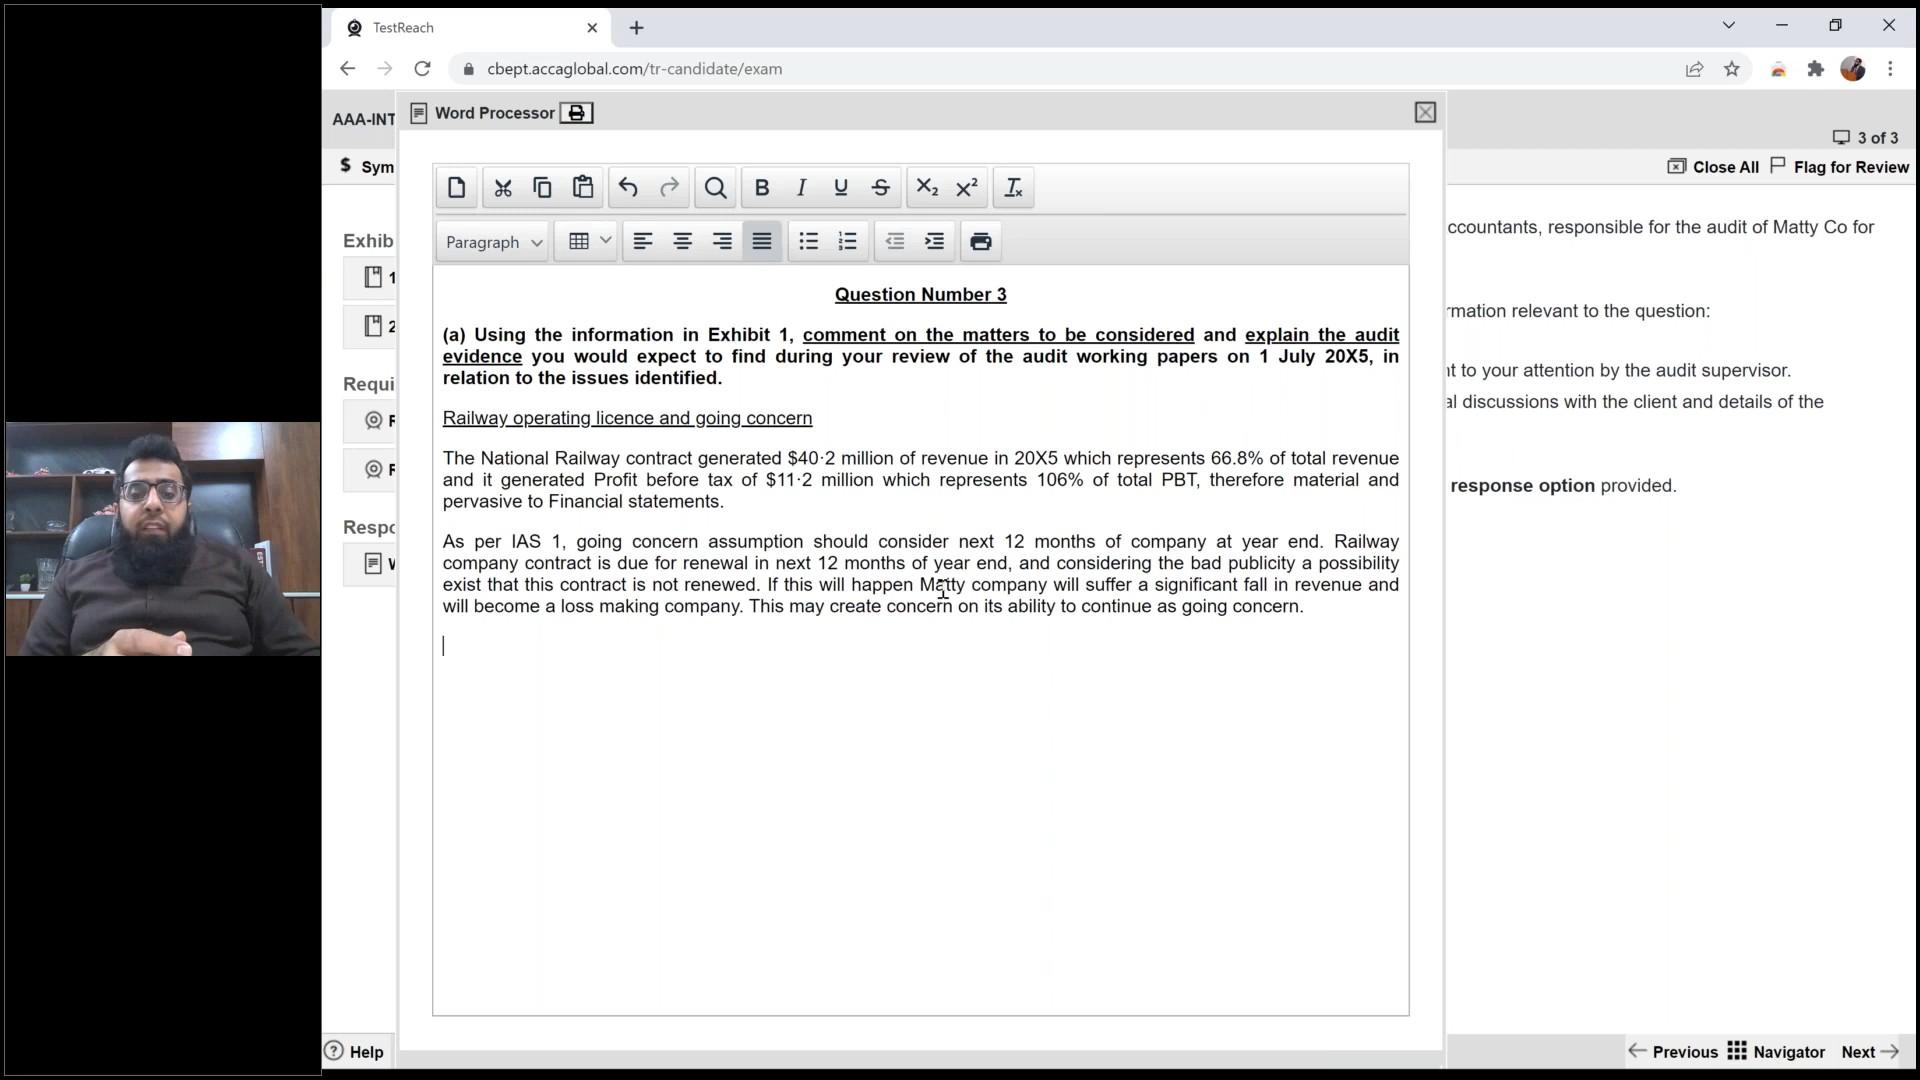 TestReach
cbept.accaglobal.com/tr-candidate/exam
AAA-INT
Word Processor
3 of 3
$ Sym
Close All
Flag for Review
Paragraph
Exhib
1
2
Requi
R
R
Respo
W
Question Number 3
(a) Using the information in Exhibit 1, comment on the matters to be considered and explain the audit
evidence you would expect to find during your review of the audit working papers on 1 July 20X5, in
relation to the issues identified.
Railway operating licence and going concern
The National Railway contract generated $40·2 million of revenue in 20X5 which represents 66.8% of total revenue
and it generated Profit before tax of $11·2 million which represents 106% of total PBT, therefore material and
pervasive to Financial statements.
As per IAS 1, going concern assumption should consider next 12 months of company at year end. Railway
company contract is due for renewal in next 12 months of year end, and considering the bad publicity a possibility
exist that this contract is not renewed. If this will happen Matty company will suffer a significant fall in revenue and
will become a loss making company. This may create concern on its ability to continue as going concern.
ccountants, responsible for the audit of Matty Co for
rmation relevant to the question:
nt to your attention by the audit supervisor.
al discussions with the client and details of the
response option provided.
Help
Previous
Navigator
Next